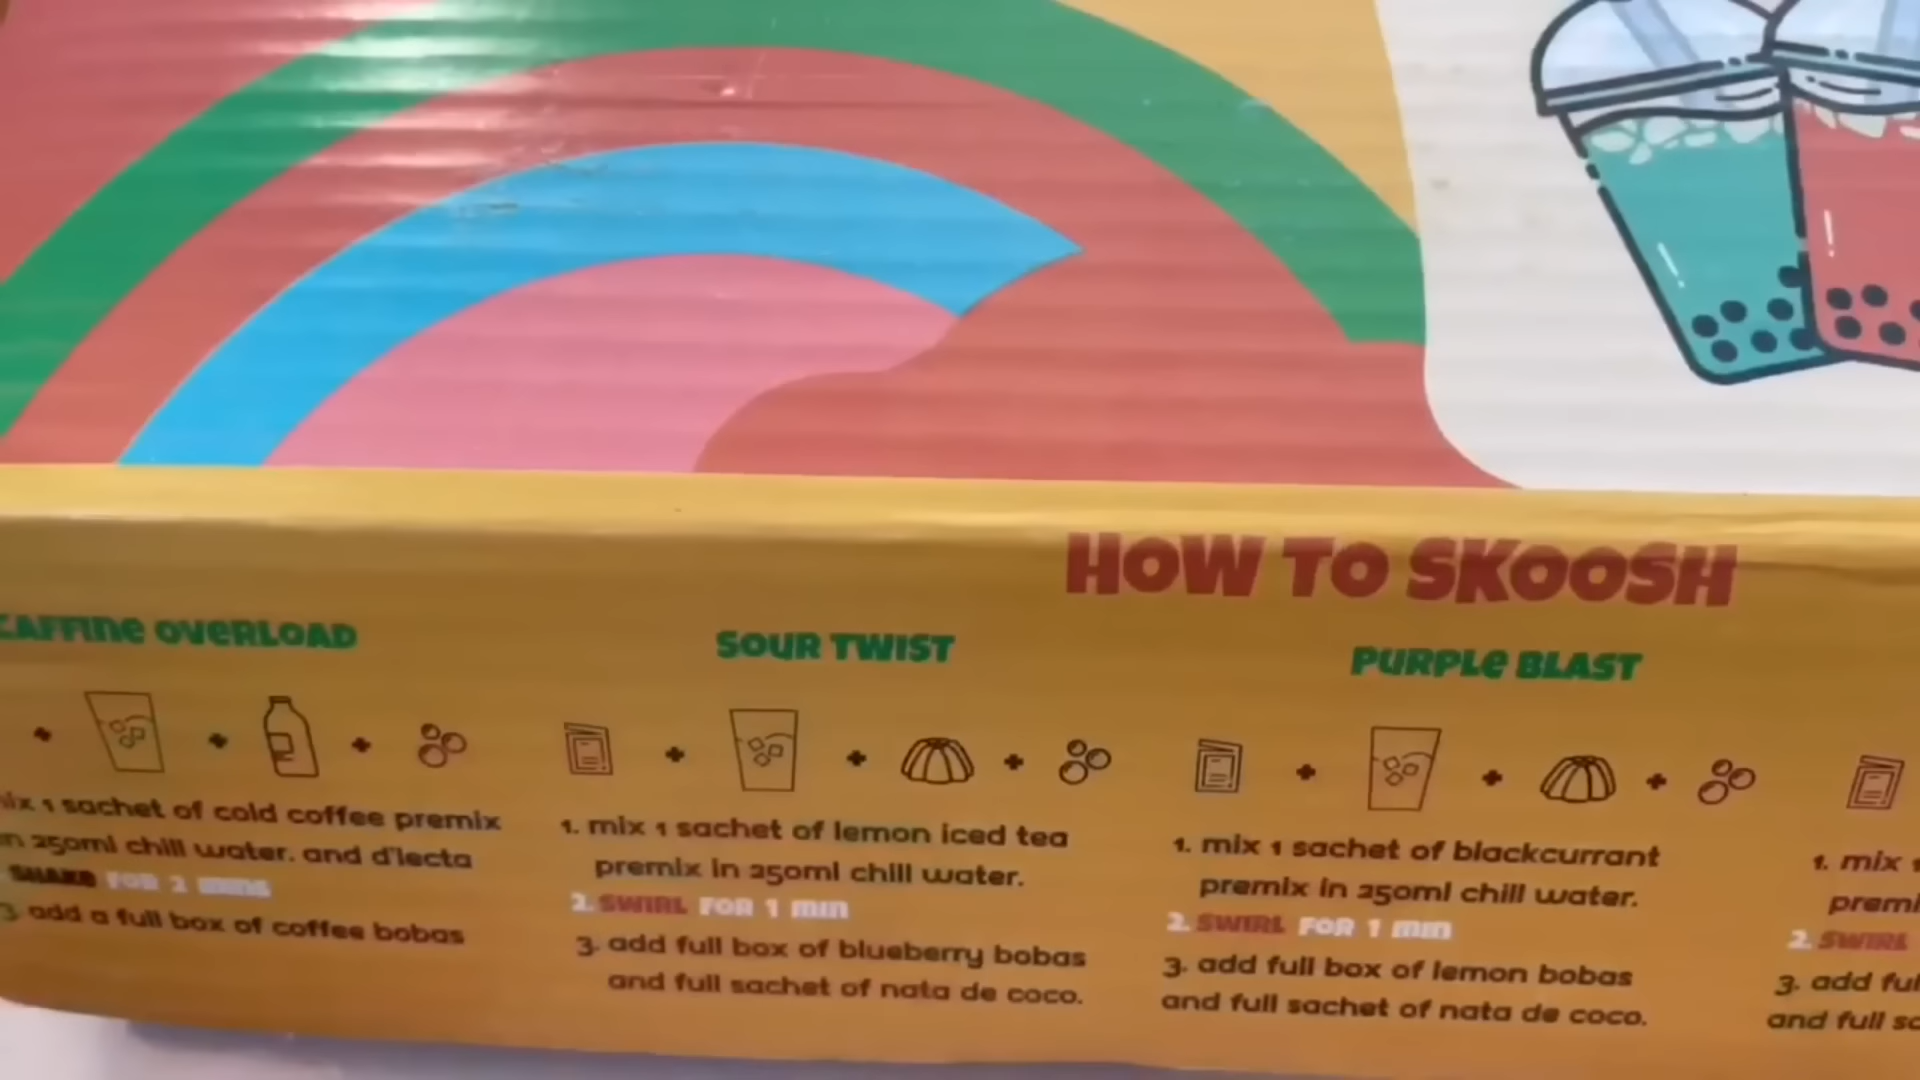 HOW TO SKOOSH
CAFFINE OVERLOAD
1 sachet of cold coffee premix
in 250ml chill water. and d'lecta
SHAKE FOR 2 MINS
3. add a full box of coffee bobas
SOUR TWIST
1. mix 1 sachet of lemon iced tea
premix in 250ml chill water.
2. SWIRL FOR 1 MIN
3. add full box of blueberry bobas
and full sachet of nata de coco.
PURPLE BLAST
1. mix 1 sachet of blackcurrant
premix in 250ml chill water.
2. SWIRL FOR 1 MIN
3. add full box of lemon bobas
and full sachet of nata de coco.
1. mix
2. SWIRL
3. add
and full